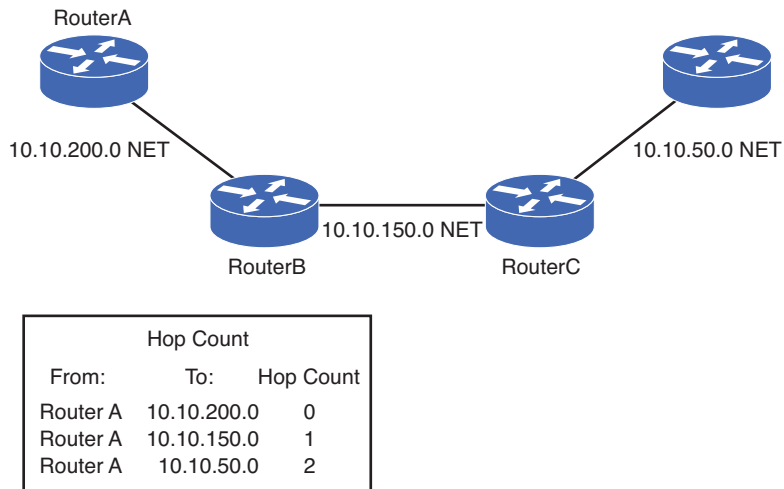 RouterA
10.10.200.0 NET
10.10.50.0 NET
10.10.150.0 NET
RouterB
RouterC
Hop Count
From: To: Hop Count
Router A 10.10.200.0 0
Router A 10.10.150.0 1
Router A 10.10.50.0 2